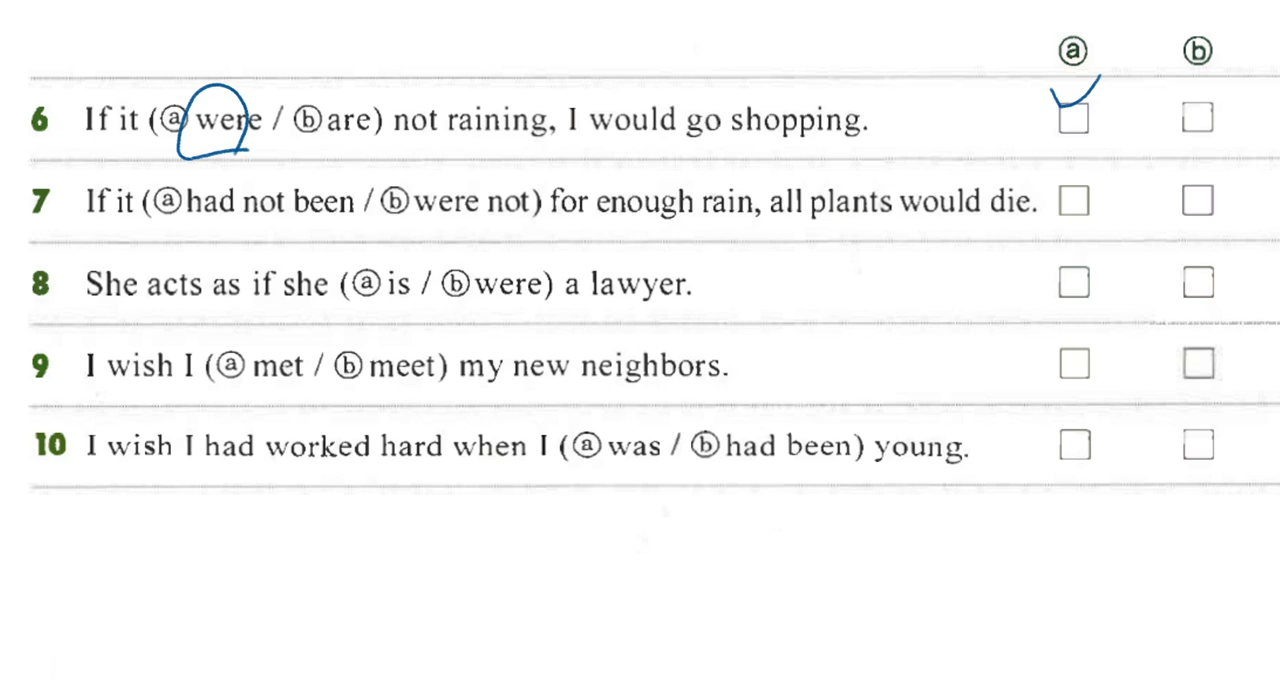 ⓐ ⓑ
6 If it (ⓐ were / ⓑ are) not raining, I would go shopping.
7 If it (ⓐ had not been / ⓑ were not) for enough rain, all plants would die.
8 She acts as if she (ⓐ is / ⓑ were) a lawyer.
9 I wish I (ⓐ met / ⓑ meet) my new neighbors.
10 I wish I had worked hard when I (ⓐ was / ⓑ had been) young.